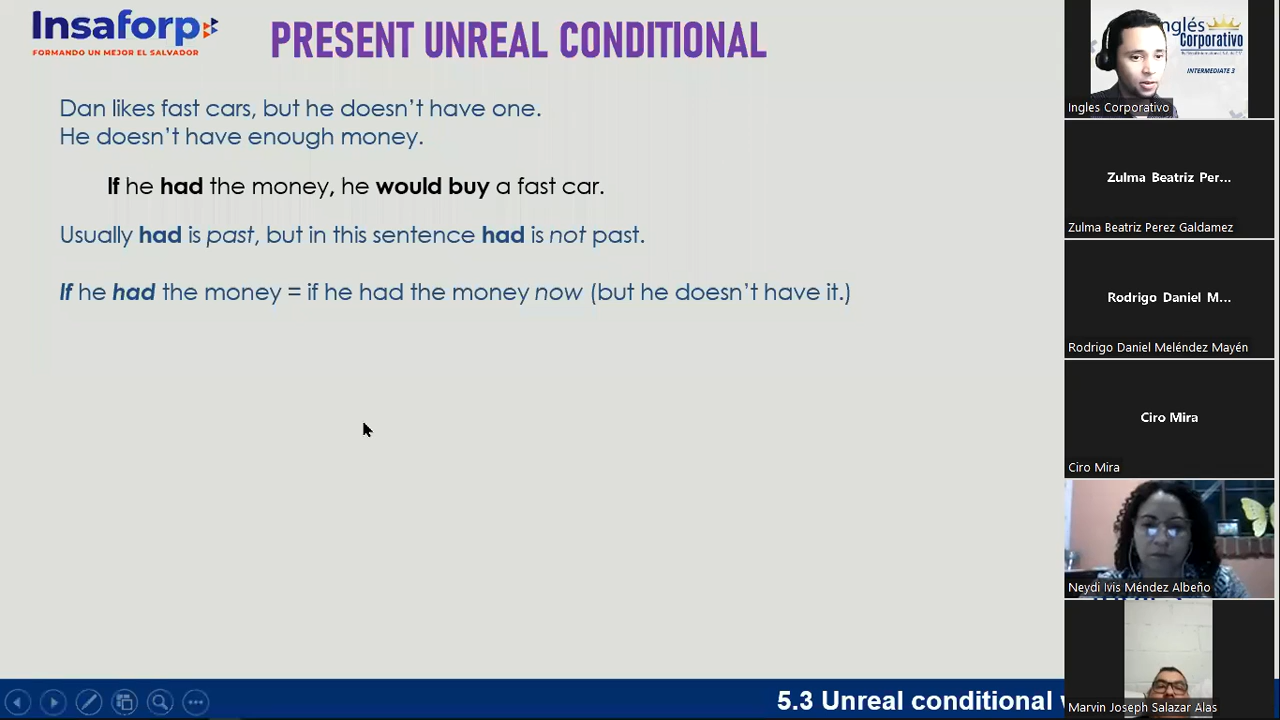 Insaforp
FORMANDO UN MEJOR EL SALVADOR
PRESENT UNREAL CONDITIONAL
Dan likes fast cars, but he doesn’t have one.
He doesn’t have enough money.
If he had the money, he would buy a fast car.
Usually had is past, but in this sentence had is not past.
If he had the money = if he had the money now (but he doesn’t have it.)
5.3 Unreal conditional
Inglés
Corporativo
INTERMEDIATE 3
Ingles Corporativo
Zulma Beatriz Per...
Zulma Beatriz Perez Galdamez
Rodrigo Daniel M...
Rodrigo Daniel Meléndez Mayén
Ciro Mira
Ciro Mira
Neydi Ivis Méndez Albeño
Marvin Joseph Salazar Alas